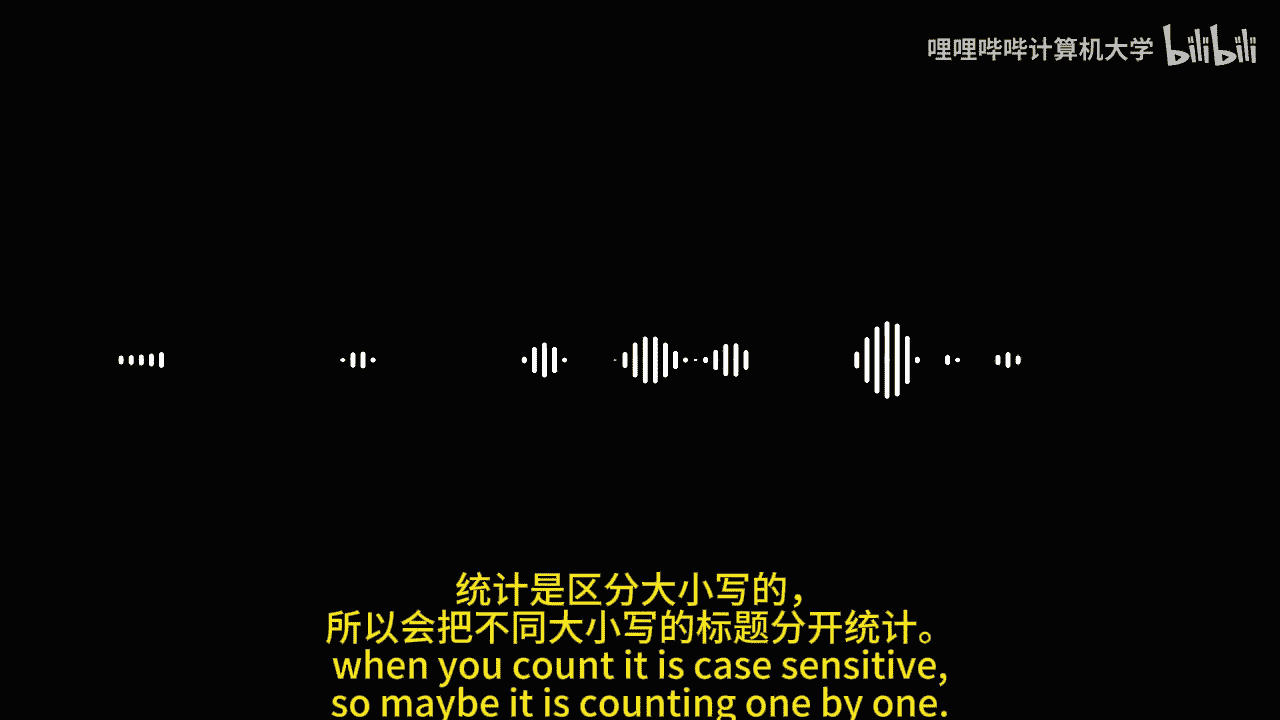 哩哩哔哔计算机大学 bilibili
统计是区分大小写的，
所以会把不同大小写的标题分开统计。
when you count it is case sensitive,
so maybe it is counting one by one.